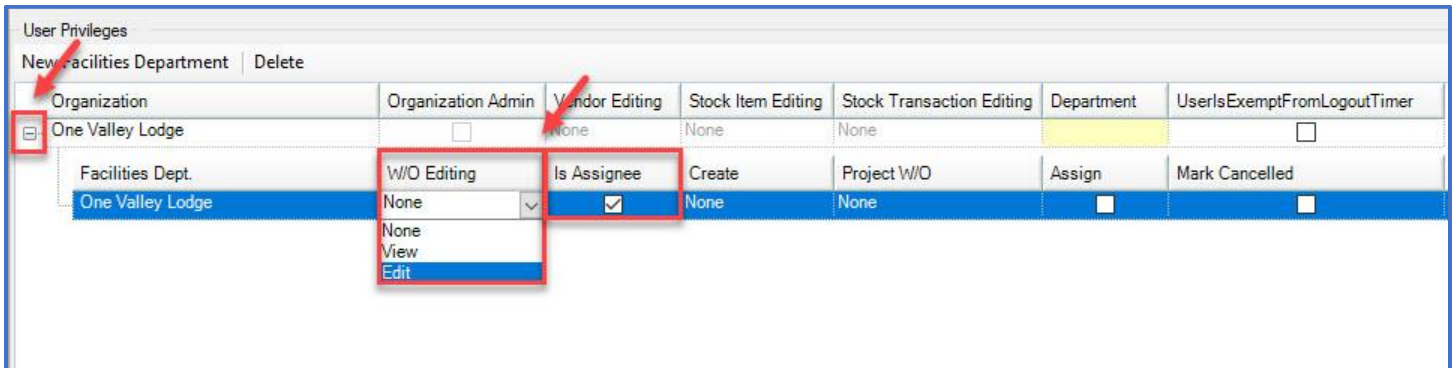 User Privileges
New Facilities Department | Delete
Organization Organization Admin Vendor Editing Stock Item Editing Stock Transaction Editing Department UserIsExemptFromLogoutTimer
One Valley Lodge None None None
Facilities Dept. W/O Editing Is Assignee Create Project W/O Assign Mark Cancelled
One Valley Lodge None None None
None
View
Edit